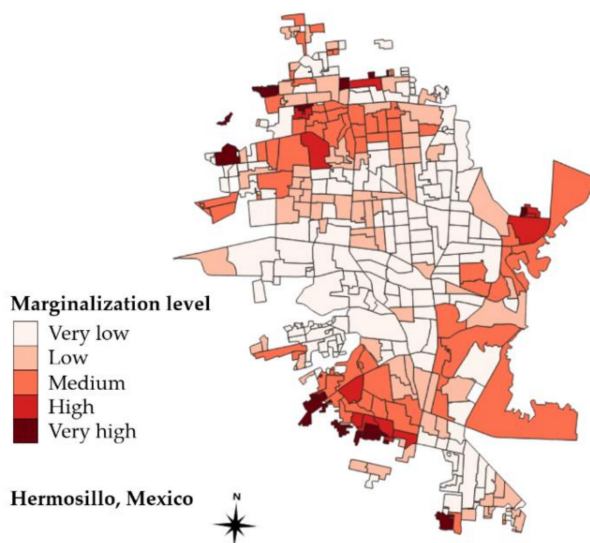 Marginalization level
Very low
Low
Medium
High
Very high
Hermosillo, Mexico
N